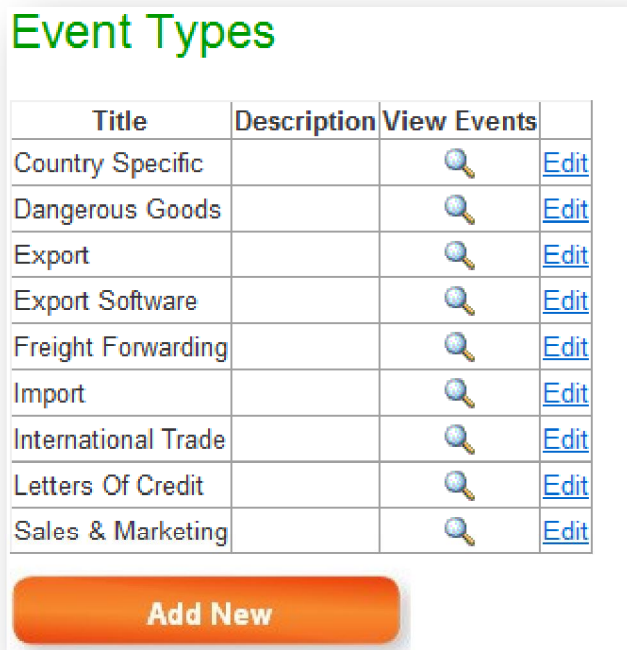 Event Types
Title Description View Events
Country Specific Edit
Dangerous Goods Edit
Export Edit
Export Software Edit
Freight Forwarding Edit
Import Edit
International Trade Edit
Letters Of Credit Edit
Sales & Marketing Edit
Add New